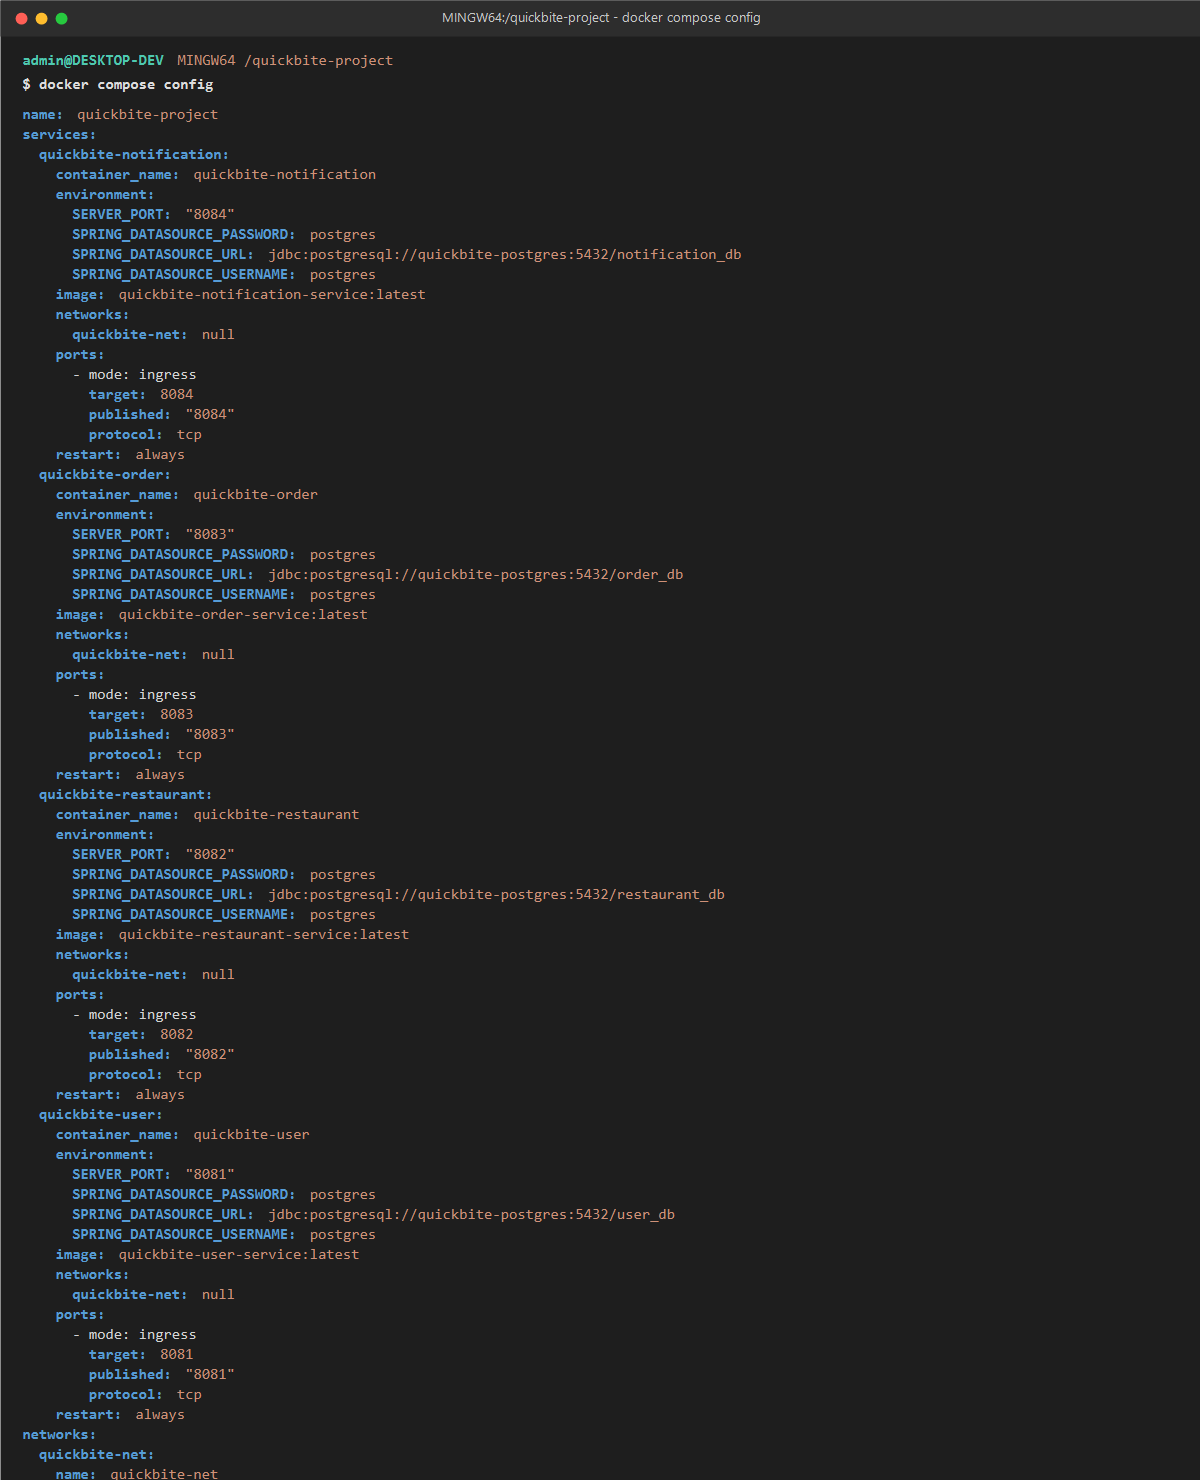 MINGW64:/quickbite-project - docker compose config
admin@DESKTOP-DEV MINGW64 /quickbite-project
$ docker compose config
name: quickbite-project
services:
  quickbite-notification:
    container_name: quickbite-notification
    environment:
      SERVER_PORT: "8084"
      SPRING_DATASOURCE_PASSWORD: postgres
      SPRING_DATASOURCE_URL: jdbc:postgresql://quickbite-postgres:5432/notification_db
      SPRING_DATASOURCE_USERNAME: postgres
    image: quickbite-notification-service:latest
    networks:
      quickbite-net: null
    ports:
      - mode: ingress
        target: 8084
        published: "8084"
        protocol: tcp
    restart: always
  quickbite-order:
    container_name: quickbite-order
    environment:
      SERVER_PORT: "8083"
      SPRING_DATASOURCE_PASSWORD: postgres
      SPRING_DATASOURCE_URL: jdbc:postgresql://quickbite-postgres:5432/order_db
      SPRING_DATASOURCE_USERNAME: postgres
    image: quickbite-order-service:latest
    networks:
      quickbite-net: null
    ports:
      - mode: ingress
        target: 8083
        published: "8083"
        protocol: tcp
    restart: always
  quickbite-restaurant:
    container_name: quickbite-restaurant
    environment:
      SERVER_PORT: "8082"
      SPRING_DATASOURCE_PASSWORD: postgres
      SPRING_DATASOURCE_URL: jdbc:postgresql://quickbite-postgres:5432/restaurant_db
      SPRING_DATASOURCE_USERNAME: postgres
    image: quickbite-restaurant-service:latest
    networks:
      quickbite-net: null
    ports:
      - mode: ingress
        target: 8082
        published: "8082"
        protocol: tcp
    restart: always
  quickbite-user:
    container_name: quickbite-user
    environment:
      SERVER_PORT: "8081"
      SPRING_DATASOURCE_PASSWORD: postgres
      SPRING_DATASOURCE_URL: jdbc:postgresql://quickbite-postgres:5432/user_db
      SPRING_DATASOURCE_USERNAME: postgres
    image: quickbite-user-service:latest
    networks:
      quickbite-net: null
    ports:
      - mode: ingress
        target: 8081
        published: "8081"
        protocol: tcp
    restart: always
networks:
  quickbite-net:
    name: quickbite-net